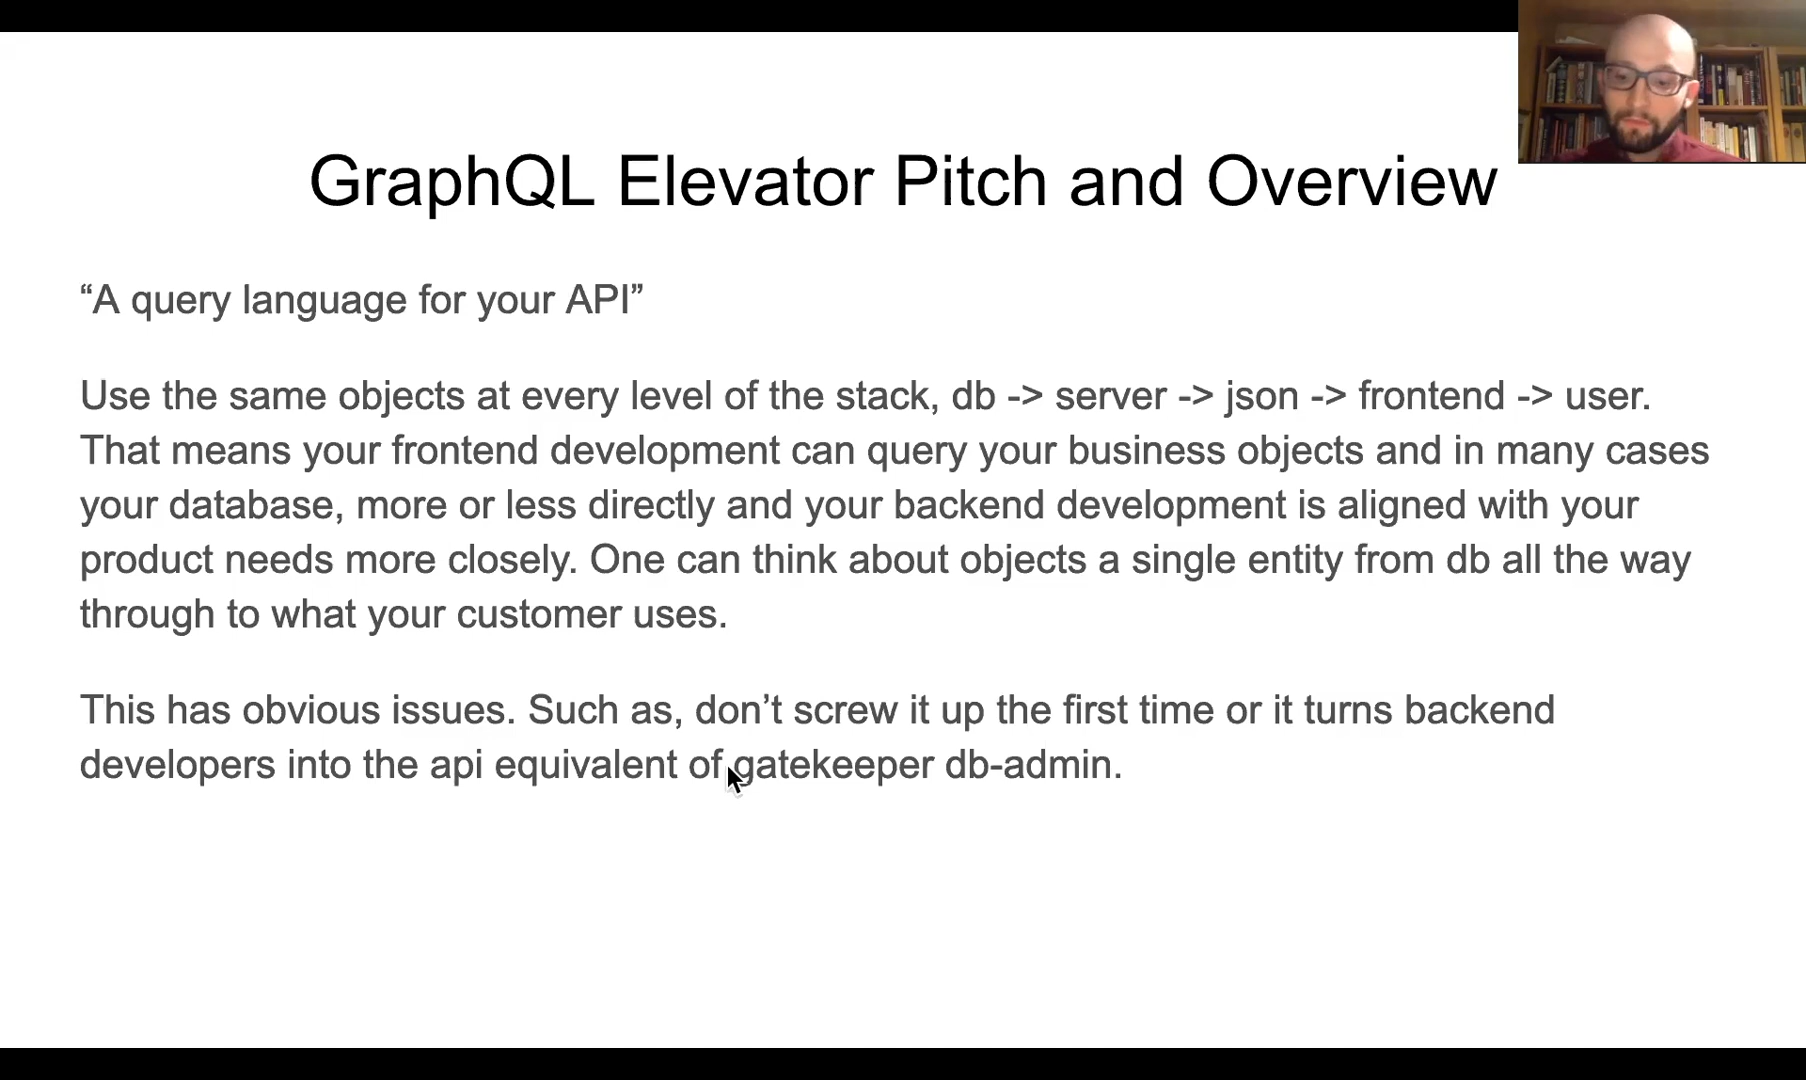 GraphQL Elevator Pitch and Overview
“A query language for your API”
Use the same objects at every level of the stack, db -> server -> json -> frontend -> user.
That means your frontend development can query your business objects and in many cases
your database, more or less directly and your backend development is aligned with your
product needs more closely. One can think about objects a single entity from db all the way
through to what your customer uses.
This has obvious issues. Such as, don’t screw it up the first time or it turns backend
developers into the api equivalent of gatekeeper db-admin.